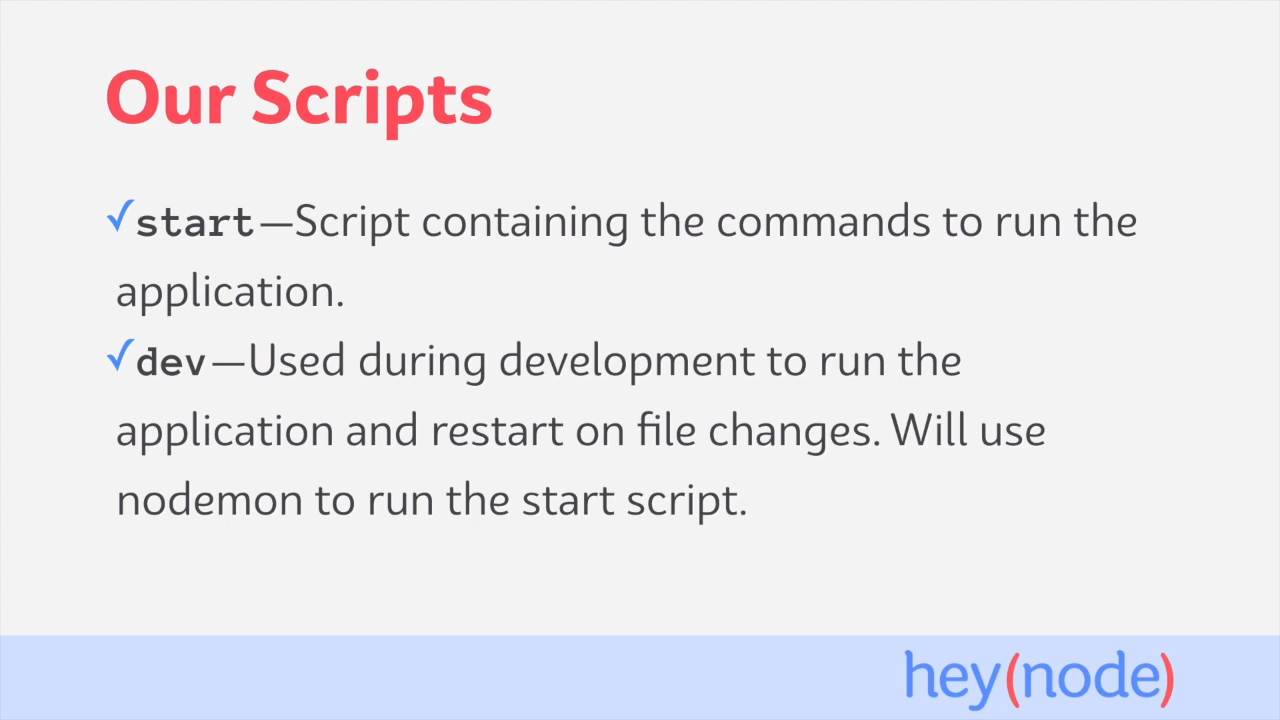 Our Scripts
✓start—Script containing the commands to run the
application.
✓dev—Used during development to run the
application and restart on file changes. Will use
nodemon to run the start script.
hey(node)